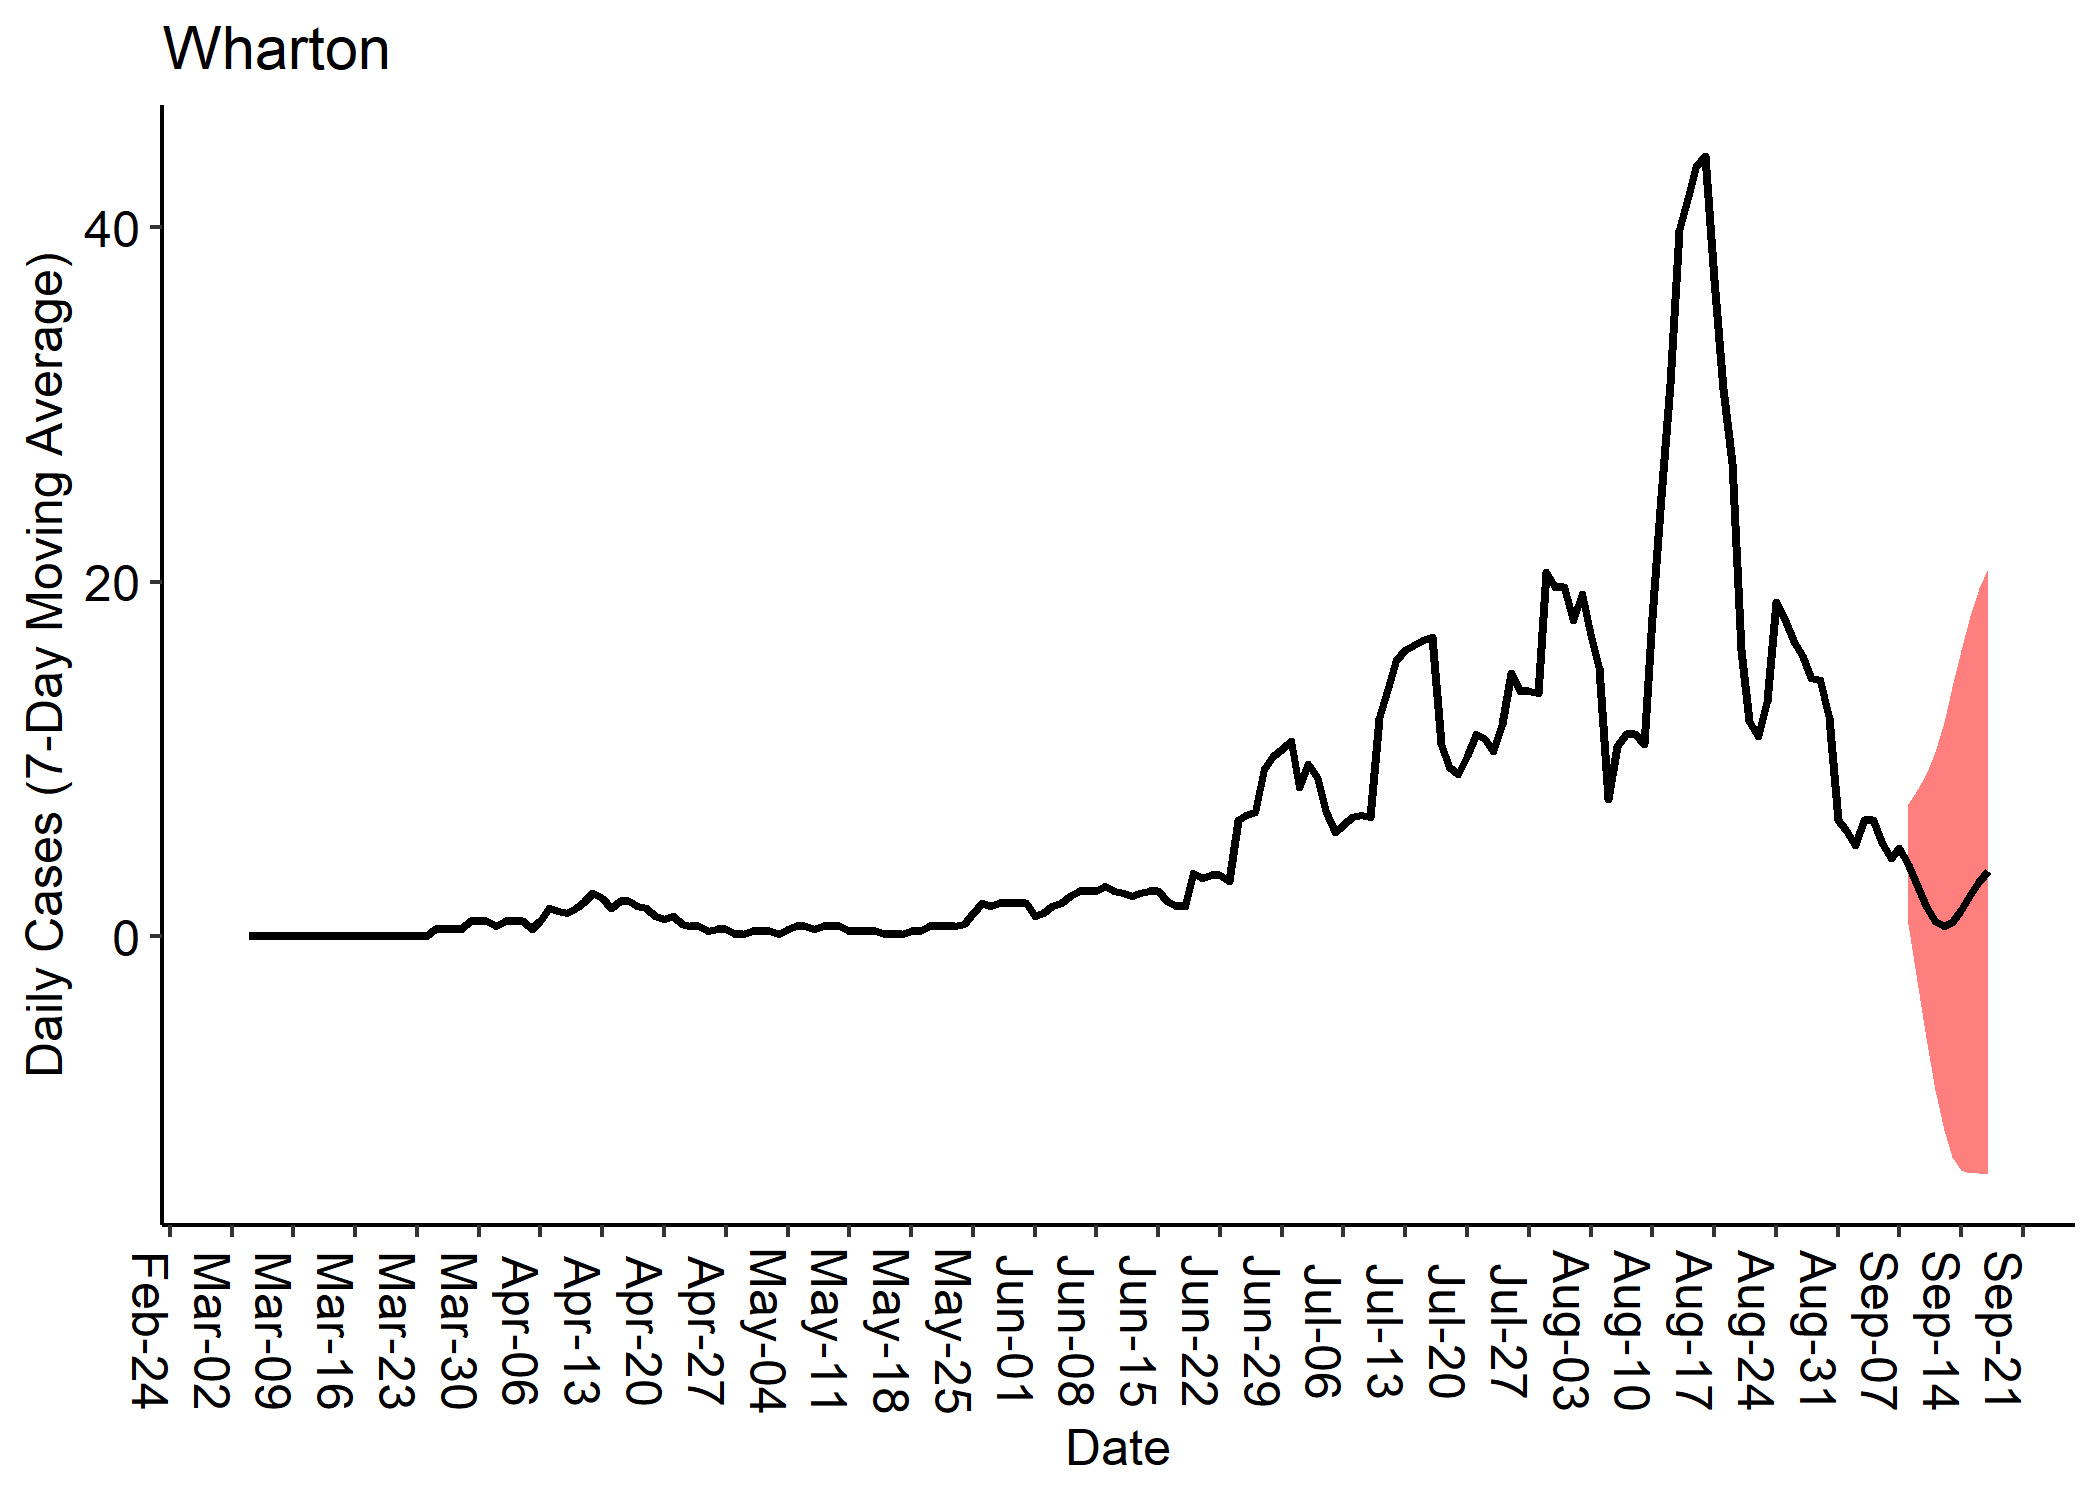 Wharton
Daily Cases (7-Day Moving Average)
40
20
0
Feb-24
Mar-02
Mar-09
Mar-16
Mar-23
Mar-30
Apr-06
Apr-13
Apr-20
Apr-27
May-04
May-11
May-18
May-25
Jun-01
Jun-08
Jun-15
Jun-22
Jun-29
Jul-06
Jul-13
Jul-20
Jul-27
Aug-03
Aug-10
Aug-17
Aug-24
Aug-31
Sep-07
Sep-14
Sep-21
Date